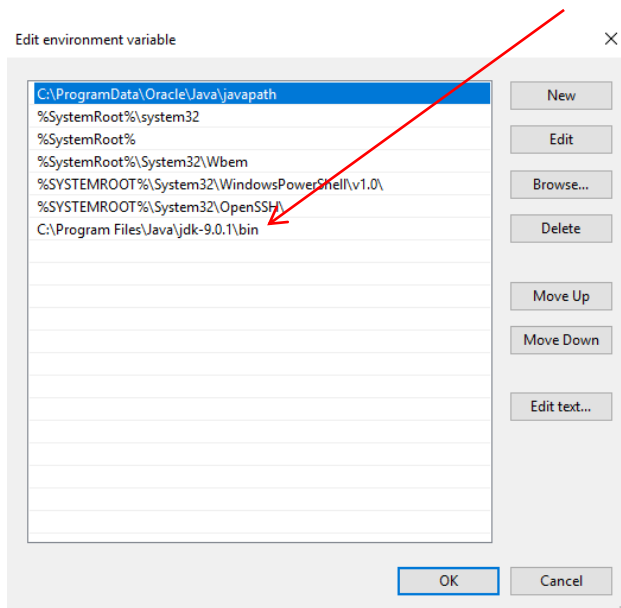 Edit environment variable
C:\ProgramData\Oracle\Java\javapath
%SystemRoot%\system32
%SystemRoot%
%SystemRoot%\System32\Wbem
%SYSTEMROOT%\System32\WindowsPowerShell\v1.0\
%SYSTEMROOT%\System32\OpenSSH\
C:\Program Files\Java\jdk-9.0.1\bin
New
Edit
Browse...
Delete
Move Up
Move Down
Edit text...
OK
Cancel